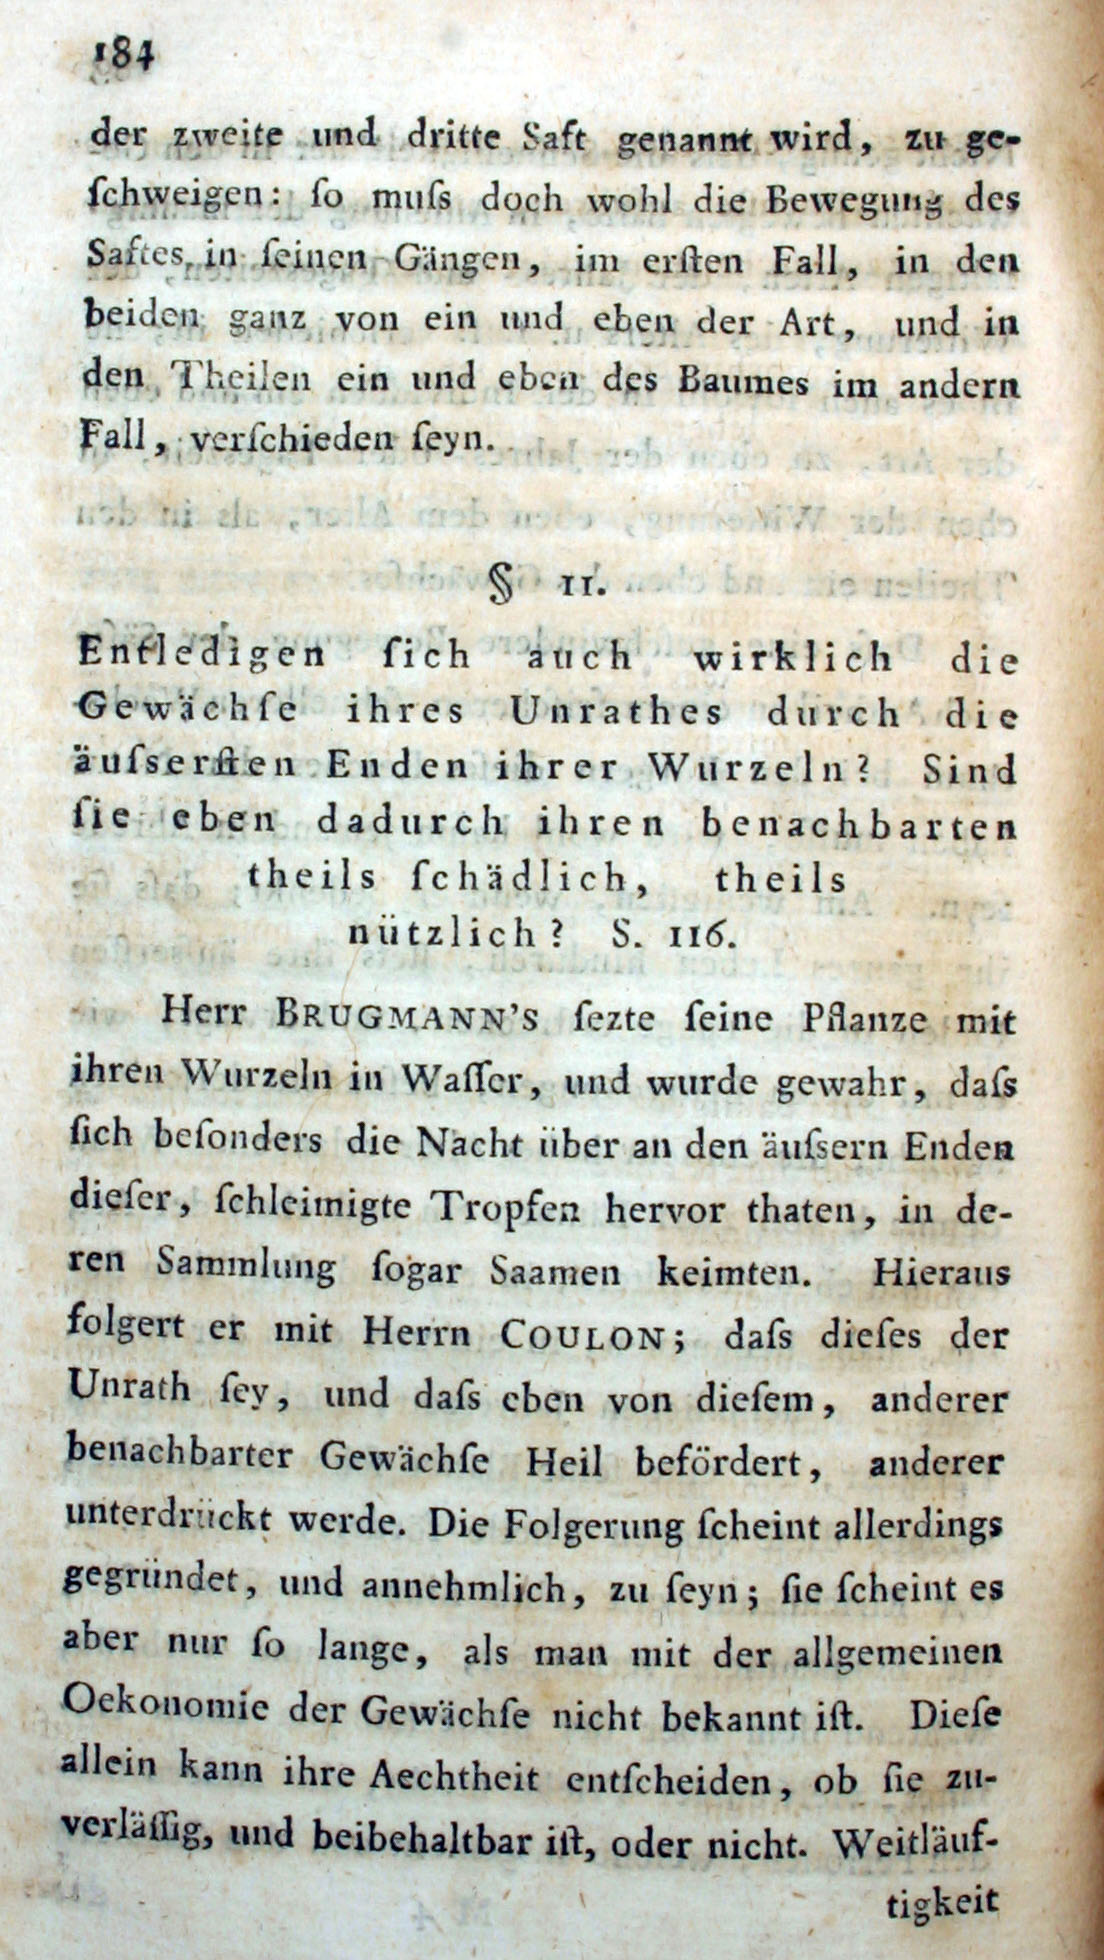 184
der zweite und dritte Saft genannt wird, zu ge-
ſchweigen: ſo muſs doch wohl die Bewegung des
Saftes in ſeinen Gängen, im erſten Fall, in den
beiden ganz von ein und eben der Art, und in
den Theilen ein und eben des Baumes im andern
Fall, verſchieden ſeyn.
§ 11.
Entledigen ſich auch wirklich die
Gewächſe ihres Unrathes durch die
äuſserſten Enden ihrer Wurzeln? Sind
ſie eben dadurch ihren benachbarten
theils ſchädlich, theils
nützlich? S. 116.
Herr BRUGMANN'S ſezte ſeine Pflanze mit
ihren Wurzeln in Waſſer, und wurde gewahr, daſs
ſich beſonders die Nacht über an den äuſsern Enden
dieſer, ſchleimigte Tropfen hervor thaten, in de-
ren Sammlung ſogar Saamen keimten. Hieraus
folgert er mit Herrn COULON; daſs dieſes der
Unrath ſey, und daſs eben von dieſem, anderer
benachbarter Gewächſe Heil befördert, anderer
unterdrückt werde. Die Folgerung ſcheint allerdings
gegründet, und annehmlich, zu ſeyn; ſie ſcheint es
aber nur ſo lange, als man mit der allgemeinen
Oekonomie der Gewächſe nicht bekannt iſt. Dieſe
allein kann ihre Aechtheit entſcheiden, ob ſie zu-
verläſſig, und beibehaltbar iſt, oder nicht. Weitläuf-
tigkeit